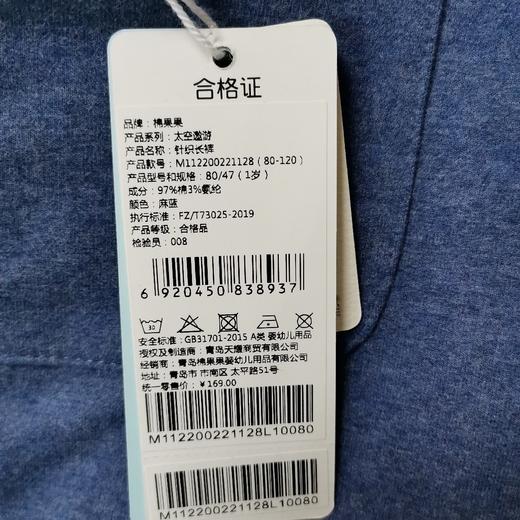 合格证
品牌：棉巢巢
产品系列：太空遨游
产品名称：针织长裤
产品款号：M112200221128（80-120）
产品型号和规格：80/47（1岁）
成分：97%棉3%氨纶
颜色：麻蓝
执行标准：FZ/T73025-2019
产品等级：合格品
检验员：008
6 920450 838937
30
安全标准：GB31701-2015 A类 婴幼儿用品
授权及制造商：青岛天熠商贸有限公司
经销商：青岛棉巢巢婴幼儿用品有限公司
地址：青岛市 市南区 太平路51号
统一零售价：￥169.00
M112200221128L10080
M112200221128L10080